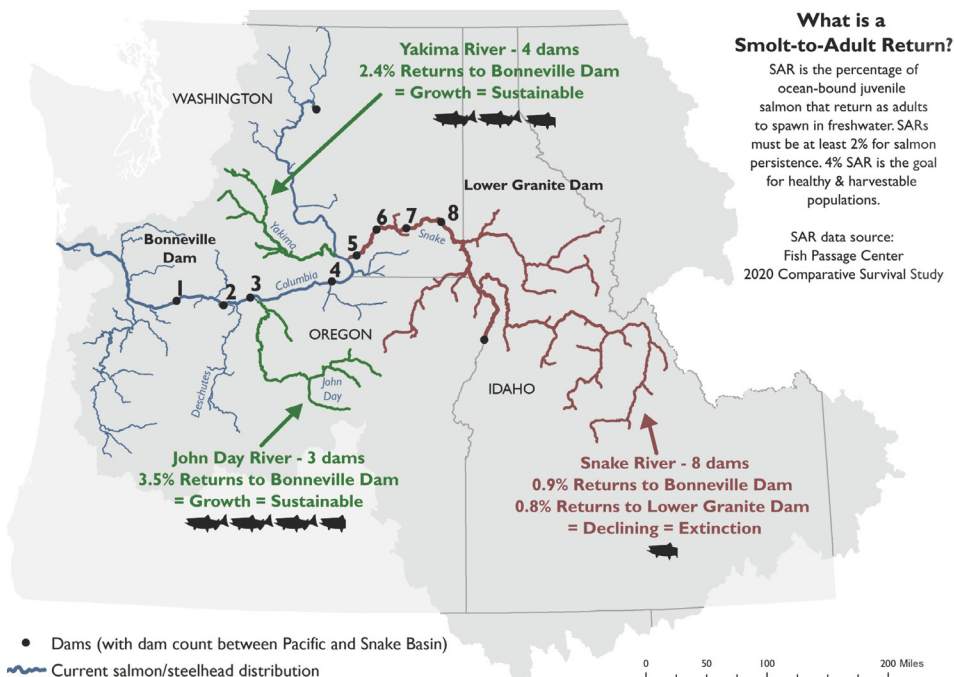 What is a
Smolt-to-Adult Return?
SAR is the percentage of
ocean-bound juvenile
salmon that return as adults
to spawn in freshwater. SARs
must be at least 2% for salmon
persistence. 4% SAR is the goal
for healthy & harvestable
populations.
SAR data source:
Fish Passage Center
2020 Comparative Survival Study
Yakima River - 4 dams
2.4% Returns to Bonneville Dam
= Growth = Sustainable
WASHINGTON
Lower Granite Dam
Bonneville
Dam
Yakima
Columbia
Snake
1
2
3
4
5
6
7
8
OREGON
IDAHO
Deschutes
John
Day
John Day River - 3 dams
3.5% Returns to Bonneville Dam
= Growth = Sustainable
Snake River - 8 dams
0.9% Returns to Bonneville Dam
0.8% Returns to Lower Granite Dam
= Declining = Extinction
Dams (with dam count between Pacific and Snake Basin)
Current salmon/steelhead distribution
0 50 100 200 Miles